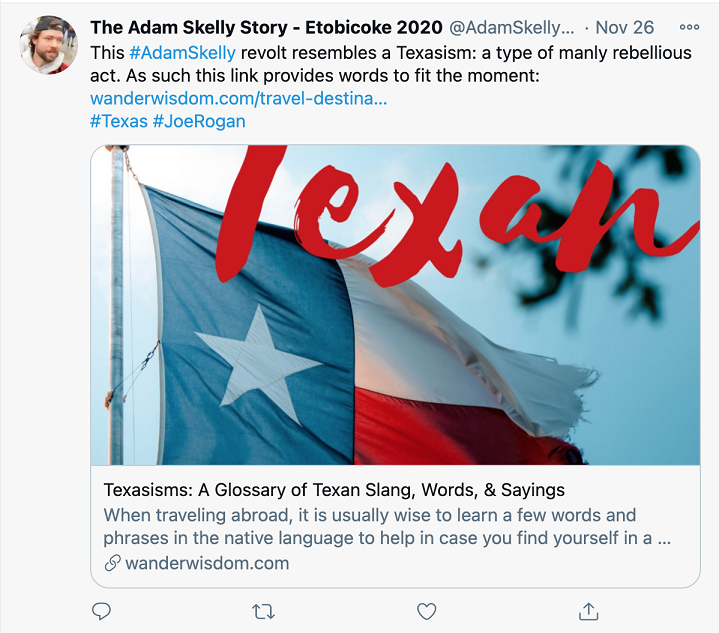 The Adam Skelly Story - Etobicoke 2020 @AdamSkelly... · Nov 26
This #AdamSkelly revolt resembles a Texasism: a type of manly rebellious
act. As such this link provides words to fit the moment:
wanderwisdom.com/travel-destina...
#Texas #JoeRogan
Texan
Texasisms: A Glossary of Texan Slang, Words, & Sayings
When traveling abroad, it is usually wise to learn a few words and
phrases in the native language to help in case you find yourself in a ...
wanderwisdom.com